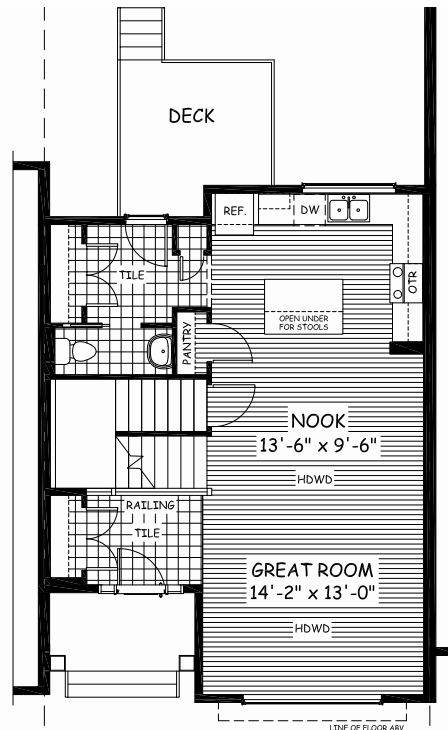 DECK
REF.
DW
TILE
OTR
OPEN UNDER
FOR STOOLS
PANTRY
NOOK
13'-6" x 9'-6"
HDWD
RAILING
TILE
GREAT ROOM
14'-2" x 13'-0"
HDWD
LINE OF FLOOR ABV.